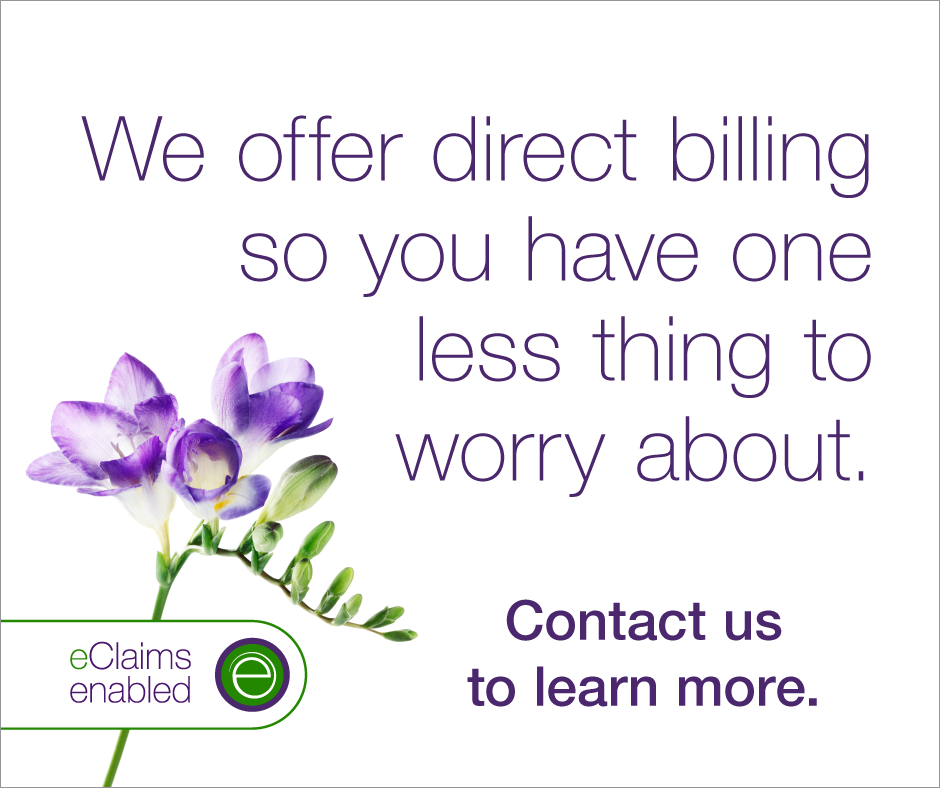 We offer direct billing
so you have one
less thing to
worry about.
Contact us
to learn more.
eClaims
enabled
e